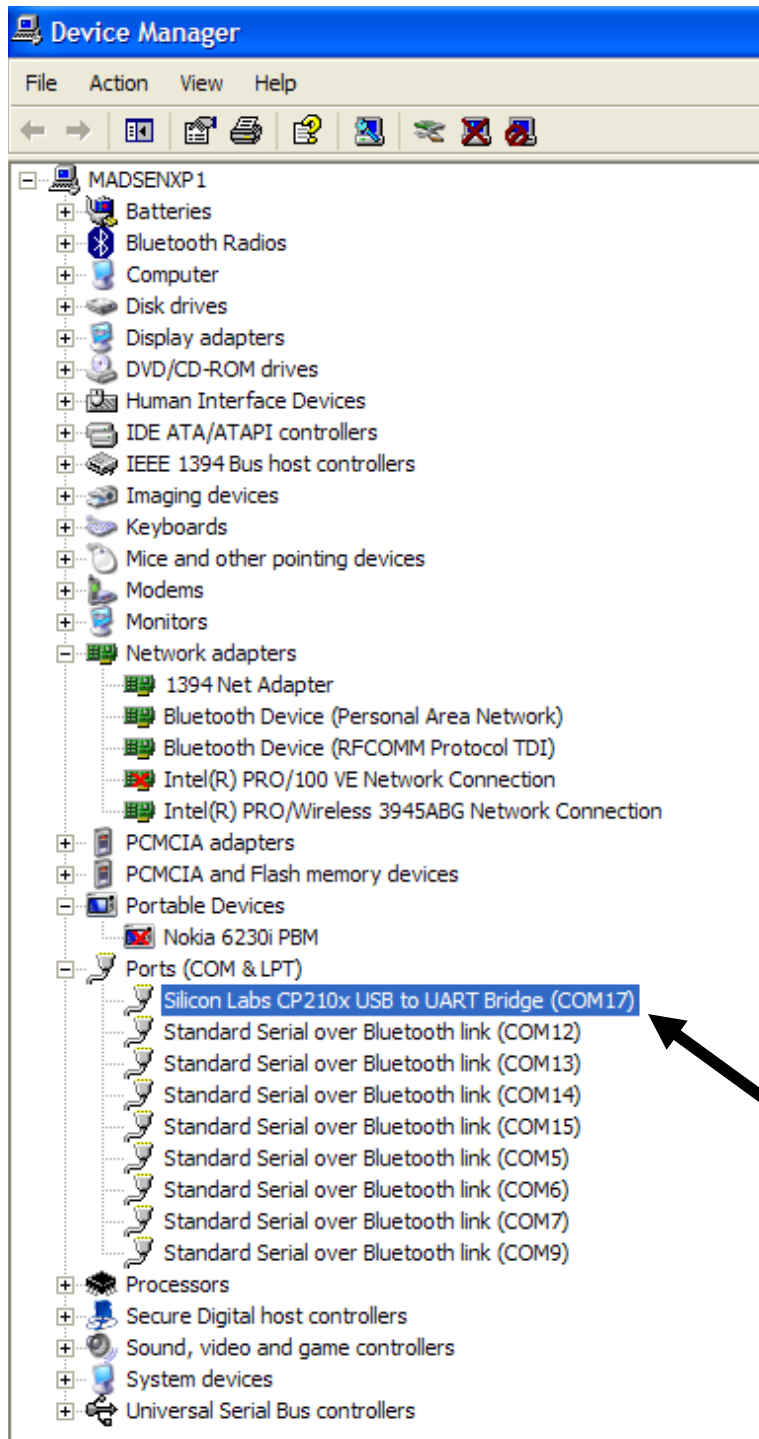 Device Manager
File Action View Help
MADSENXP1
Batteries
Bluetooth Radios
Computer
Disk drives
Display adapters
DVD/CD-ROM drives
Human Interface Devices
IDE ATA/ATAPI controllers
IEEE 1394 Bus host controllers
Imaging devices
Keyboards
Mice and other pointing devices
Modems
Monitors
Network adapters
1394 Net Adapter
Bluetooth Device (Personal Area Network)
Bluetooth Device (RFCOMM Protocol TDI)
Intel(R) PRO/100 VE Network Connection
Intel(R) PRO/Wireless 3945ABG Network Connection
PCMCIA adapters
PCMCIA and Flash memory devices
Portable Devices
Nokia 6230i PBM
Ports (COM & LPT)
Silicon Labs CP210x USB to UART Bridge (COM17)
Standard Serial over Bluetooth link (COM12)
Standard Serial over Bluetooth link (COM13)
Standard Serial over Bluetooth link (COM14)
Standard Serial over Bluetooth link (COM15)
Standard Serial over Bluetooth link (COM5)
Standard Serial over Bluetooth link (COM6)
Standard Serial over Bluetooth link (COM7)
Standard Serial over Bluetooth link (COM9)
Processors
Secure Digital host controllers
Sound, video and game controllers
System devices
Universal Serial Bus controllers